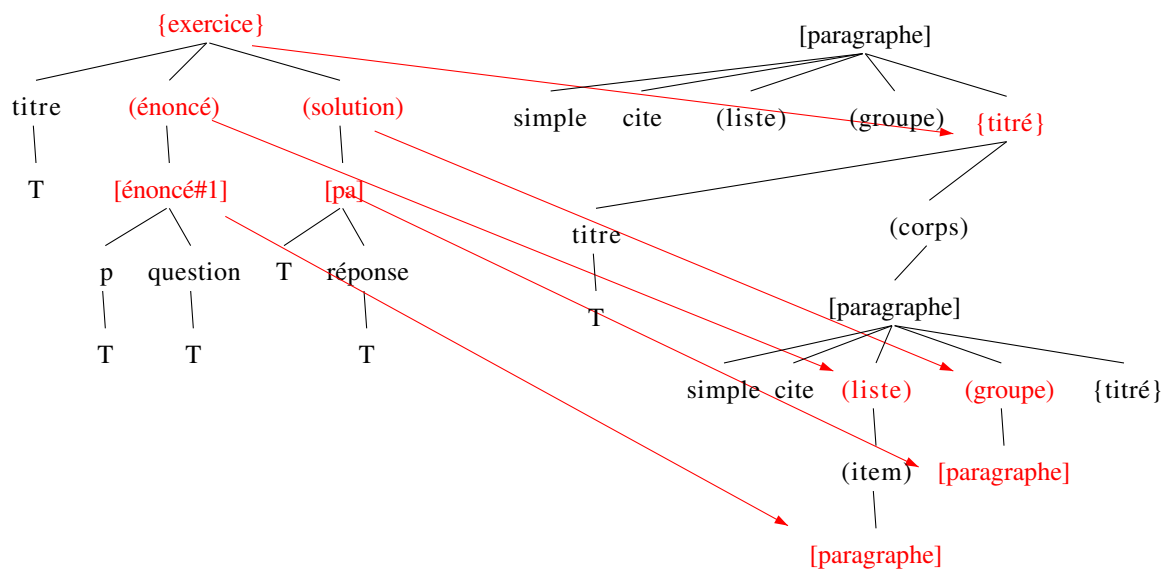 {exercice}
[paragraphe]
titre (énoncé) (solution)
simple cite (liste) (groupe) {titré}
T [énoncé#1] [pa]
titre (corps)
p question T réponse
T [paragraphe]
T T T
simple cite (liste) (groupe) {titré}
(item) [paragraphe]
[paragraphe]